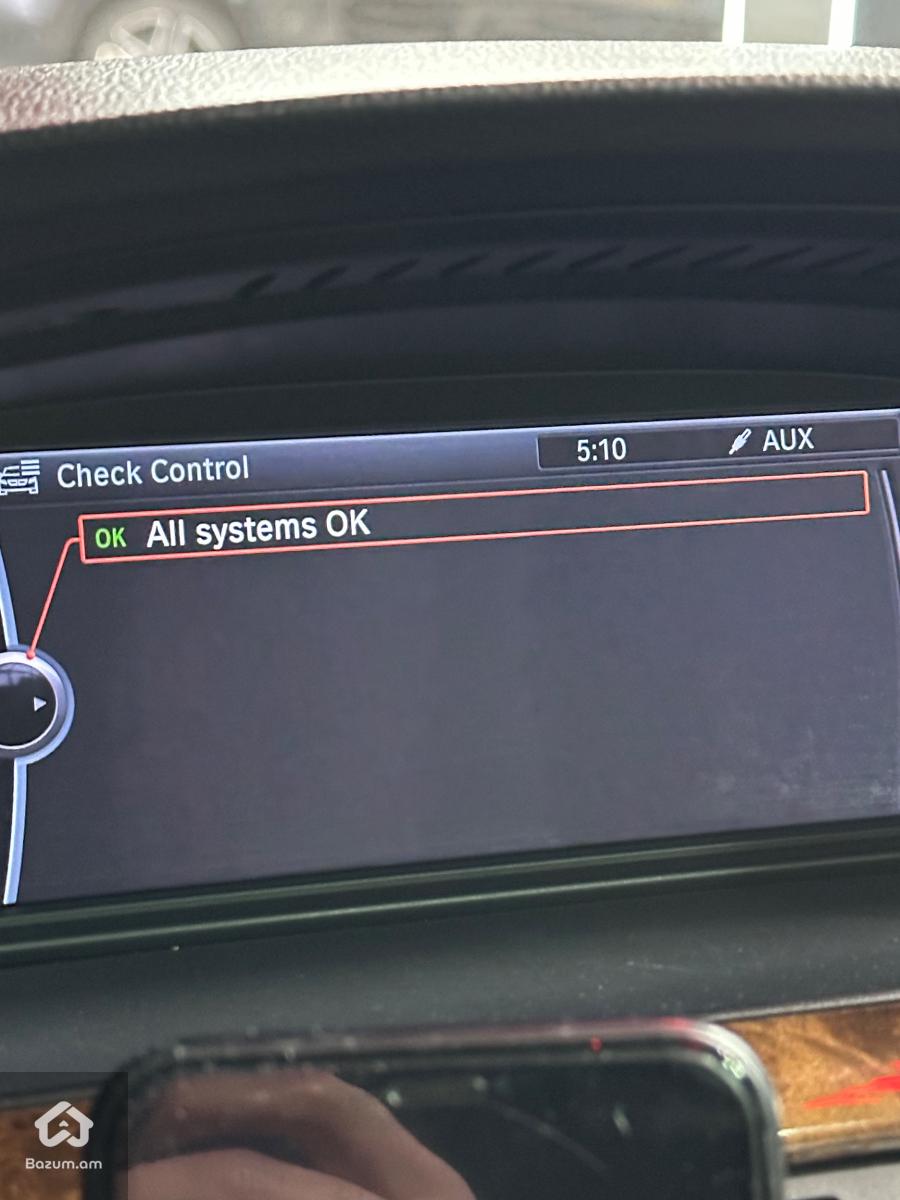 Check Control
5:10
AUX
OK All systems OK
Bazum.am